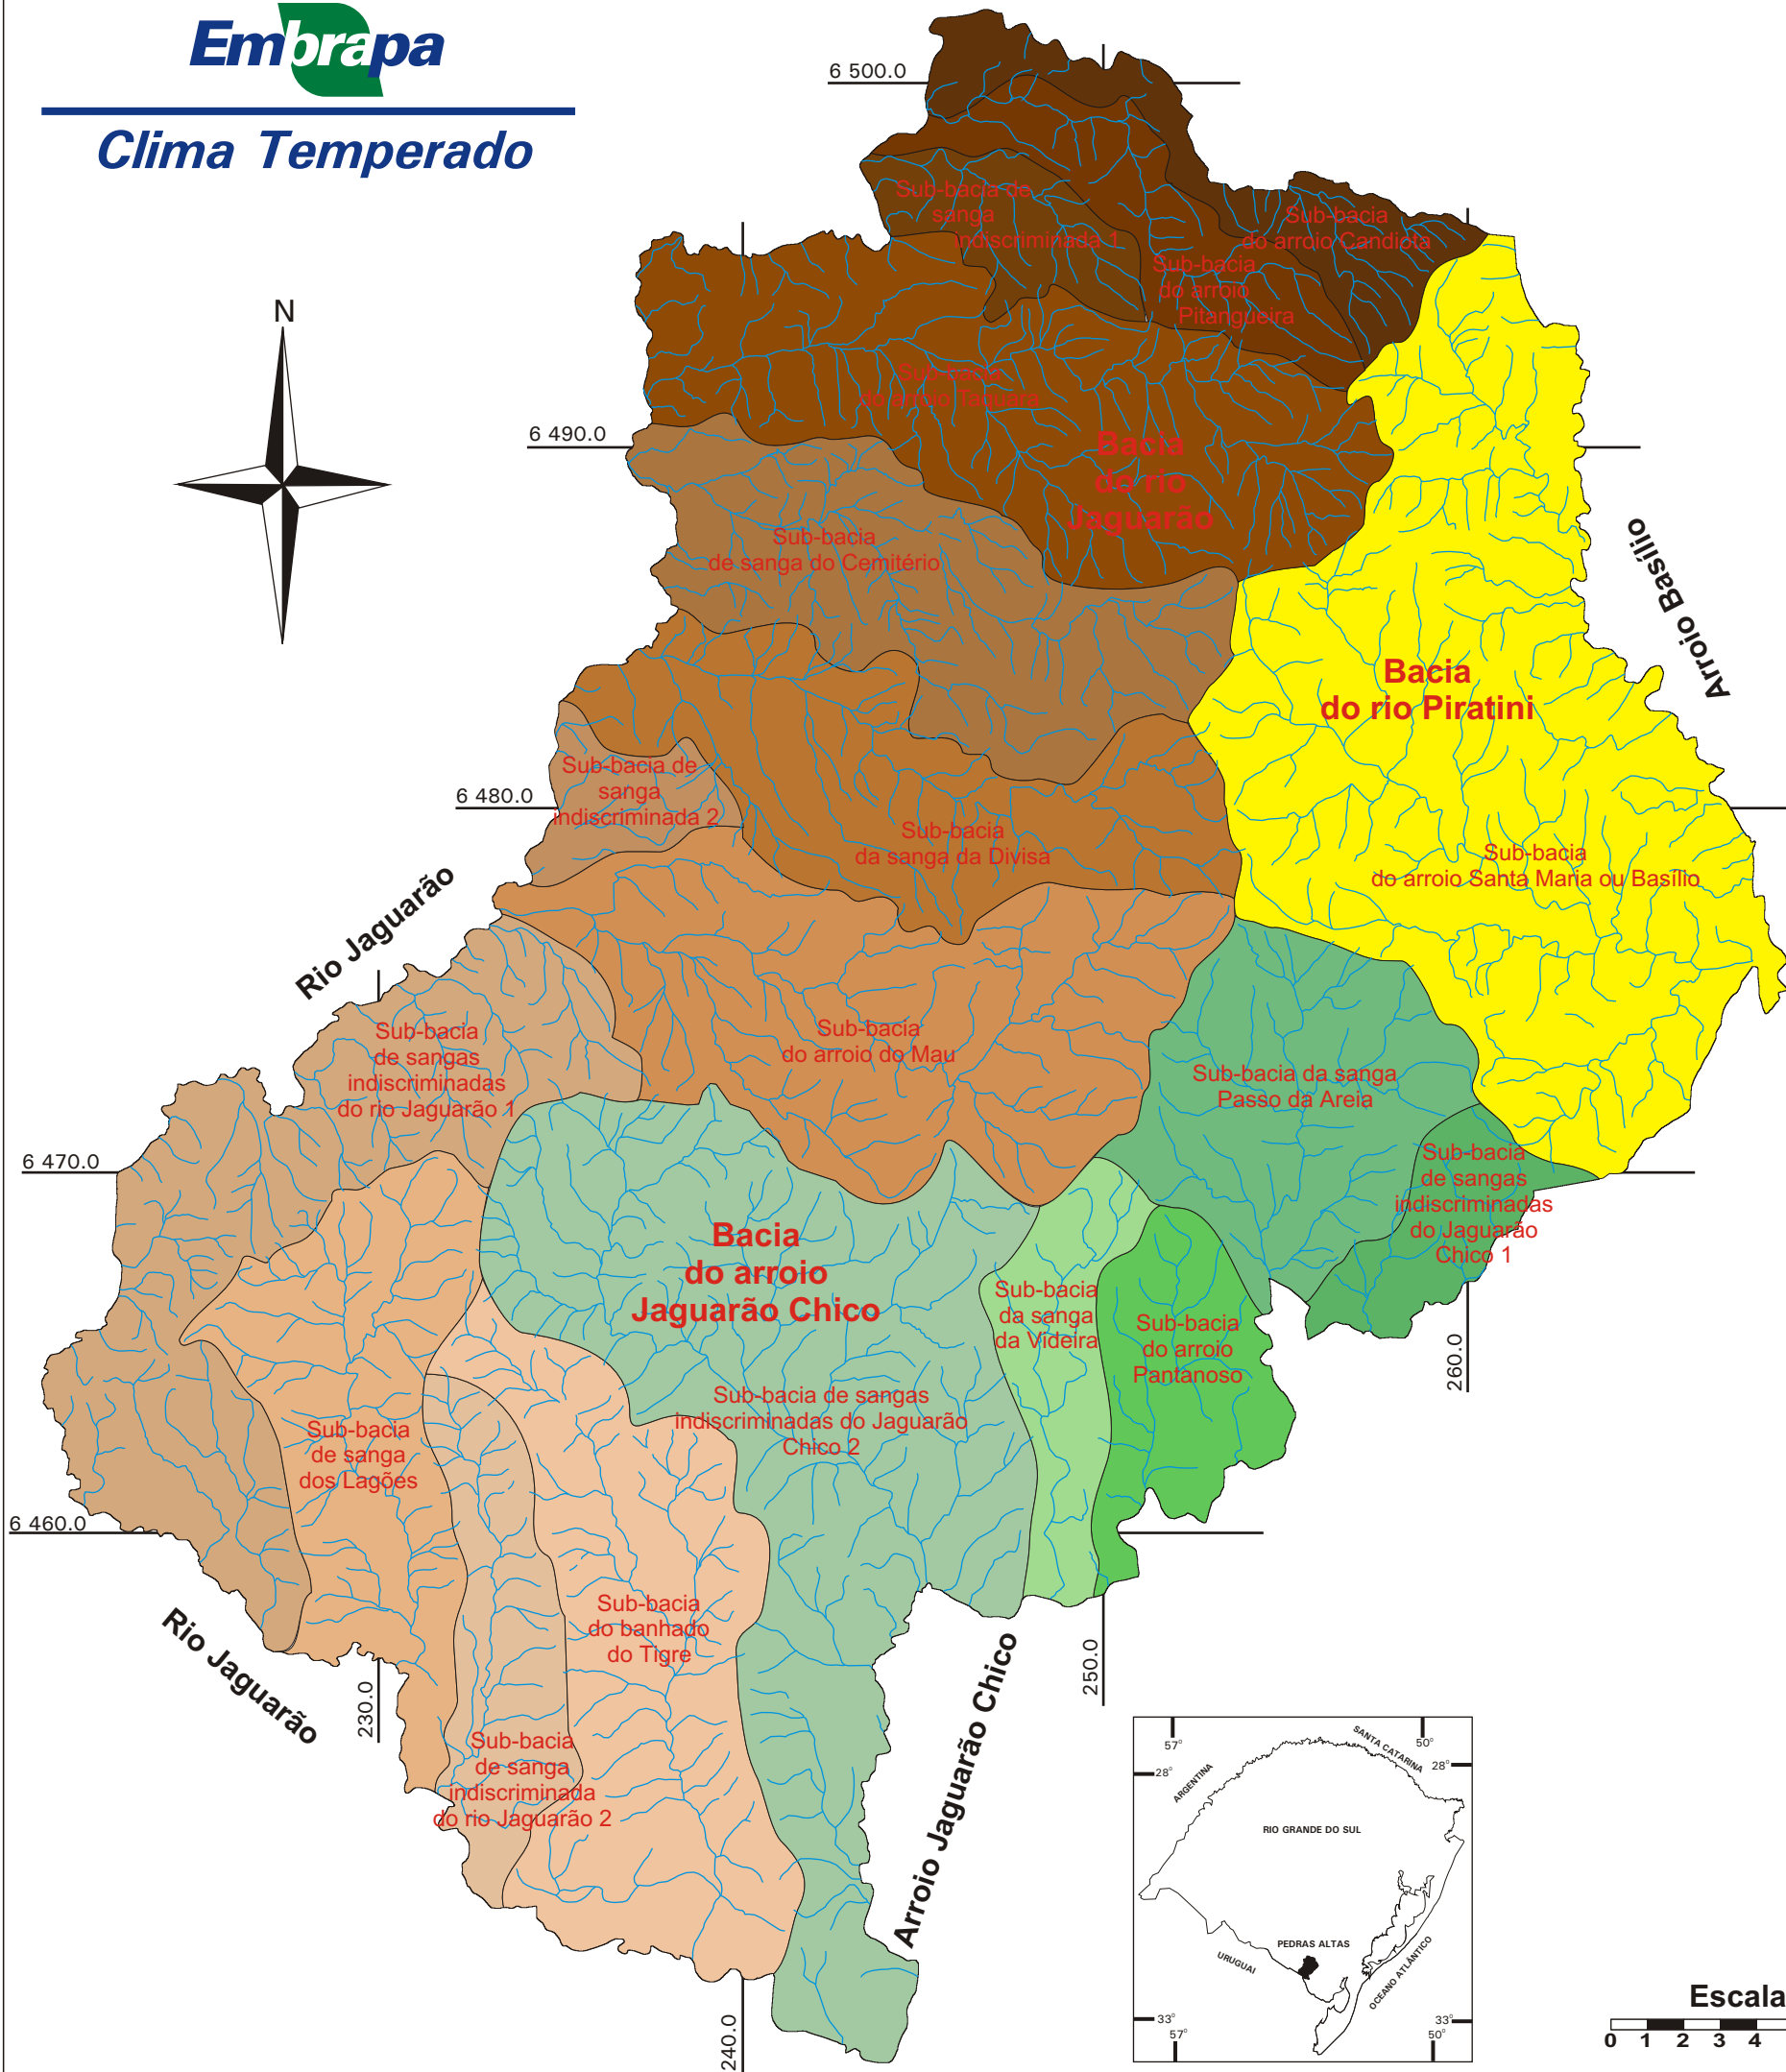 Embrapa
Clima Temperado
6 500.0
Sub-bacia de
sanga
indiscriminada 1
Sub-bacia
do arroio Candiota
Sub-bacia
do arroio
Pitangueira
N
Sub-bacia
do arroio Taquara
6 490.0
Bacia
do rio
Jaguarão
Sub-bacia
de sanga do Cemitério
Arroio Basílio
Bacia
do rio Piratini
Sub-bacia de
sanga
indiscriminada 2
6 480.0
Sub-bacia
da sanga da Divisa
Sub-bacia
do arroio Santa Maria ou Basílio
Rio Jaguarão
Sub-bacia
de sangas
indiscriminadas
do rio Jaguarão 1
Sub-bacia
do arroio do Mau
Sub-bacia da sanga
Passo da Areia
6 470.0
Sub-bacia
de sangas
indiscriminadas
do Jaguarão
Chico 1
Bacia
do arroio
Jaguarão Chico
Sub-bacia
da sanga
da Videira
Sub-bacia
do arroio
Pantanoso
260.0
Sub-bacia de sangas
indiscriminadas do Jaguarão
Chico 2
Sub-bacia
de sanga
dos Lagões
6 460.0
Sub-bacia
do banhado
do Tigre
Rio Jaguarão
230.0
Arroio Jaguarão Chico
250.0
Sub-bacia
de sanga
indiscriminada
do rio Jaguarão 2
240.0
57°
50°
SANTA CATARINA
28°
28°
ARGENTINA
RIO GRANDE DO SUL
PEDRAS ALTAS
URUGUAI
OCEANO ATLÂNTICO
33°
33°
57°
50°
Escala
0 1 2 3 4